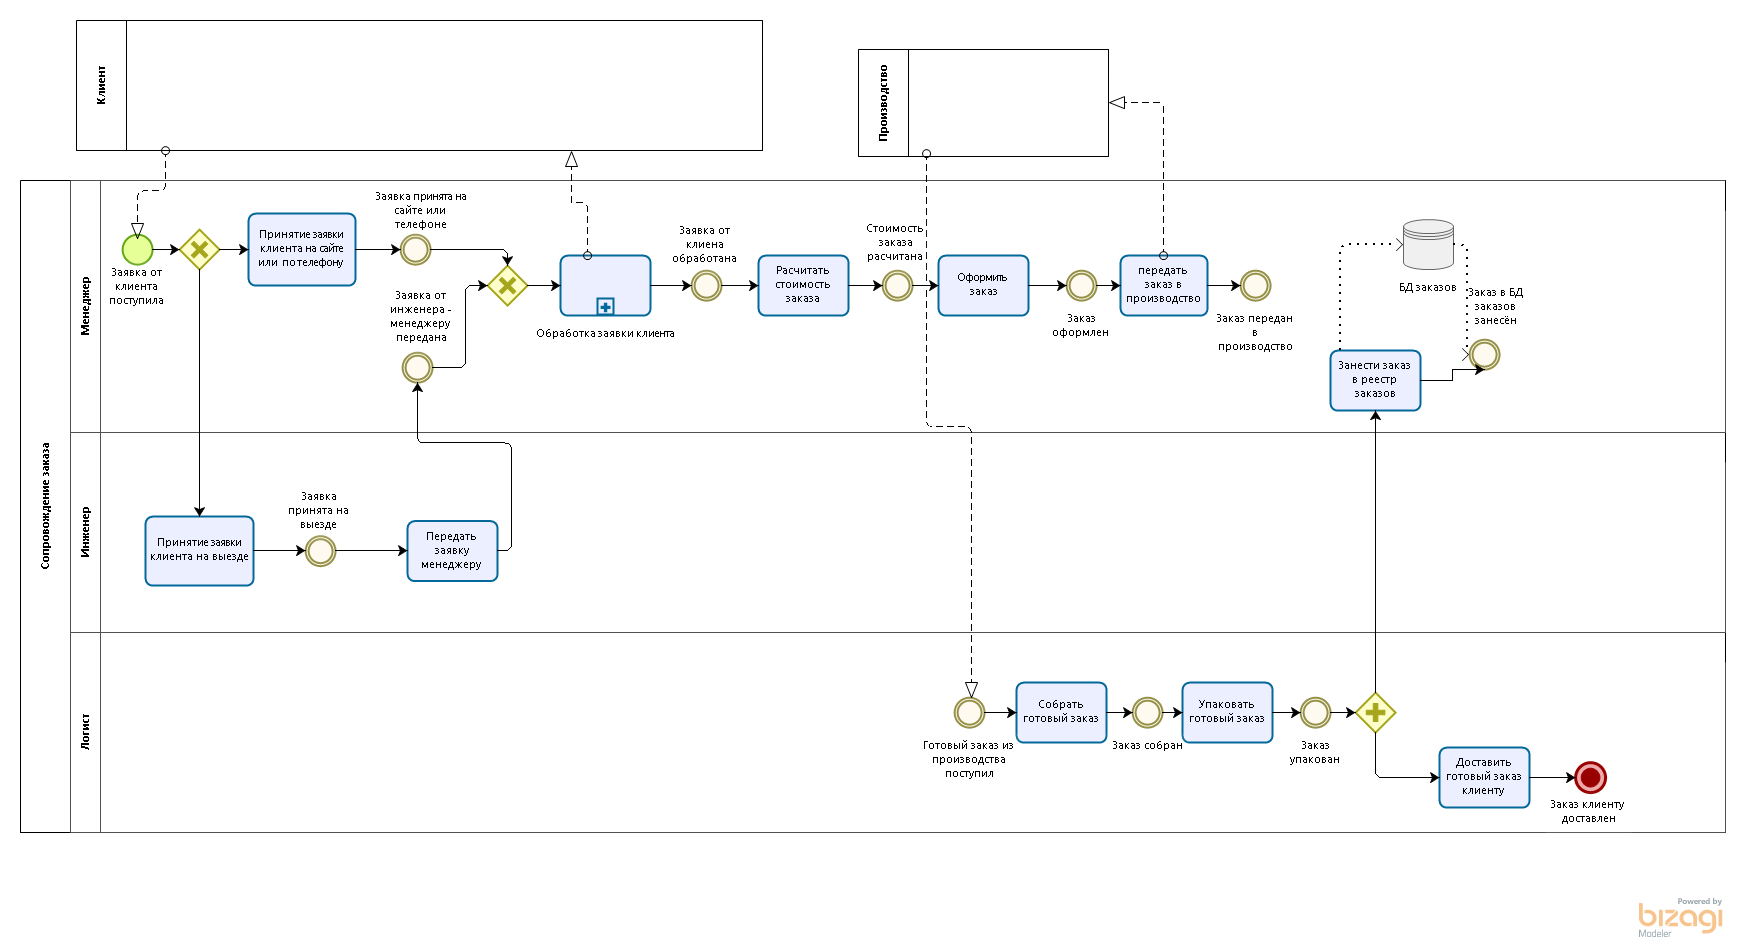 Клиент
Производство
Сопровождение заказа
Менеджер
Заявка от
клиента
поступила
Принятие заявки
клиента на сайте
или по телефону
Заявка принята на
сайте или
телефоне
Заявка от
инженера -
менеджеру
передана
Обработка заявки клиента
Заявка от
клиена
обработана
Расчитать
стоимость
заказа
Стоимость
заказа
расчитана
Оформить
заказ
Заказ
оформлен
передать
заказ в
производство
Заказ передан
в
производство
БД заказов
Заказ в БД
заказов
занесён
Занести заказ
в реестр
заказов
Инженер
Принятие заявки
клиента на выезде
Заявка
принята на
выезде
Передать
заявку
менеджеру
Логист
Готовый заказ из
производства
поступил
Собрать
готовый заказ
Заказ собран
Упаковать
готовый заказ
Заказ
упакован
Доставить
готовый заказ
клиенту
Заказ клиенту
доставлен
Powered by
bizagi
Modeler